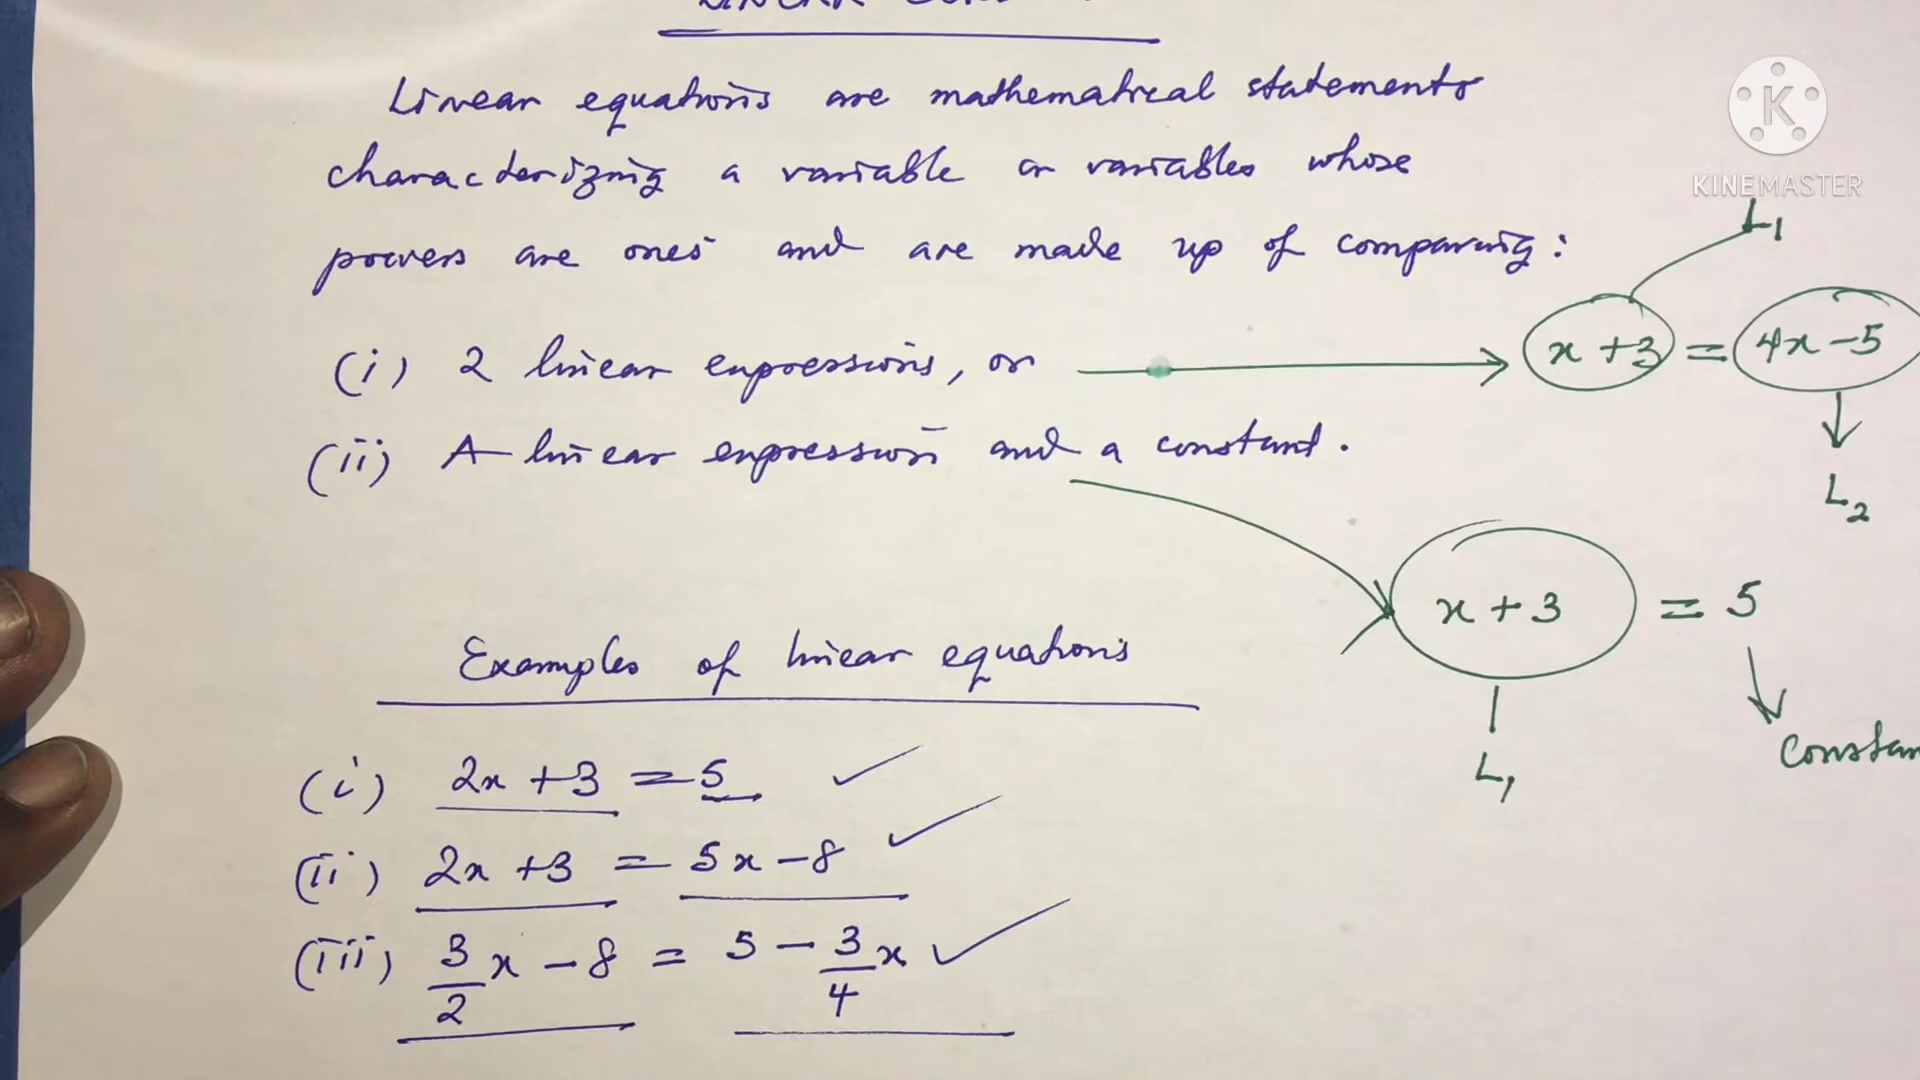 Linear equations are mathematical statements
characterizing a variable or variables whose
powers are ones and are made up of comparing:
(i) 2 linear expressions, or
(ii) A linear expression and a constant.
KINEMASTER
L₁
x + 3 = 4x - 5
L₂
x + 3 = 5
L₁
Examples of linear equations
(i) 2x + 3 = 5 ✓
(ii) 2x + 3 = 5x - 8 ✓
(iii) 3/2 x - 8 = 5 - 3/4 x ✓